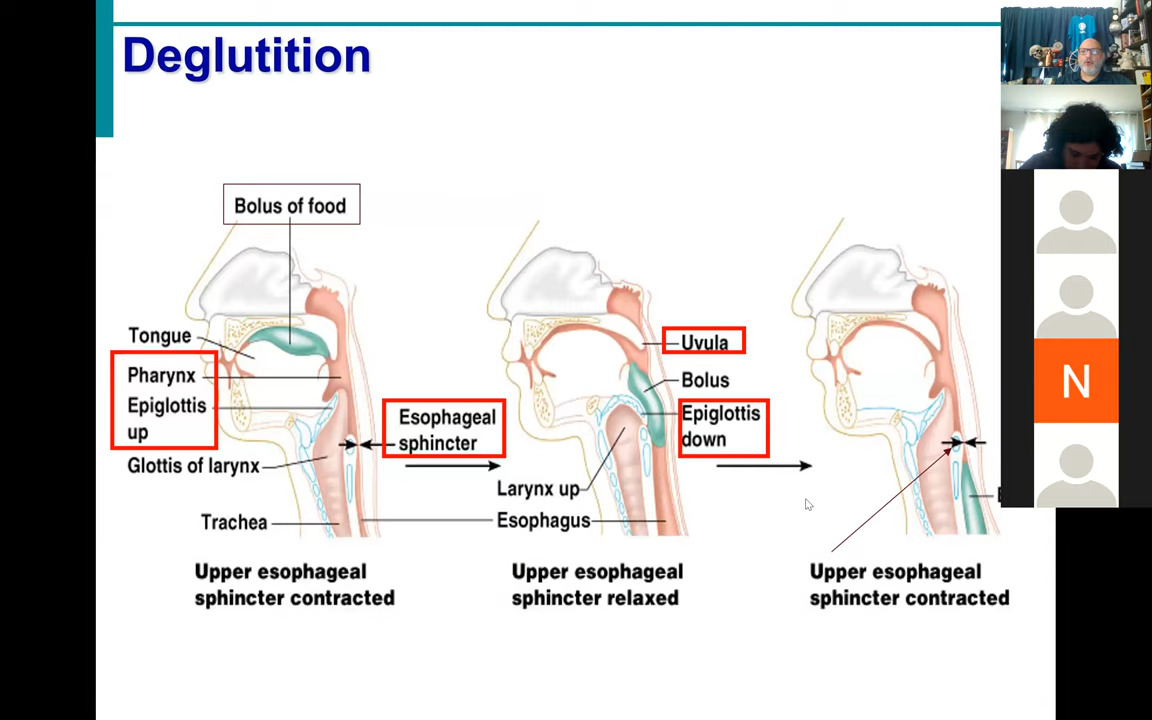 Deglutition
Bolus of food
Tongue
Pharynx
Epiglottis
up
Glottis of larynx
Trachea
Esophageal
sphincter
Upper esophageal
sphincter contracted
Uvula
Bolus
Epiglottis
down
Larynx up
Esophagus
Upper esophageal
sphincter relaxed
Upper esophageal
sphincter contracted
N